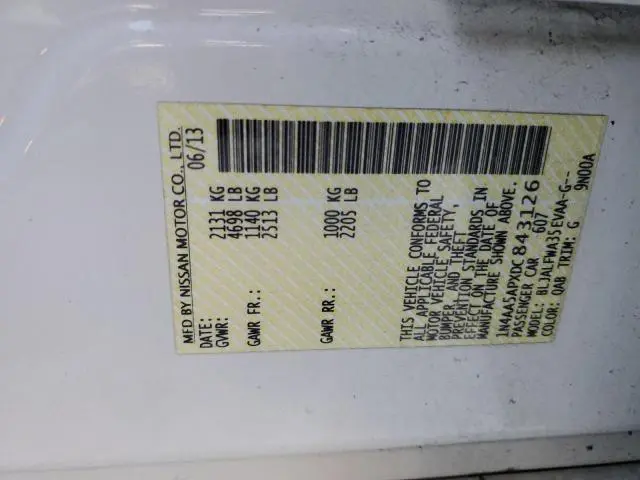 MFD BY NISSAN MOTOR CO., LTD.
DATE: 06/13
GVWR: 2131 KG
4698 LB
GAWR FR.: 1140 KG
2513 LB
GAWR RR.: 1000 KG
2205 LB
THIS VEHICLE CONFORMS TO
ALL APPLICABLE FEDERAL
MOTOR VEHICLE SAFETY,
BUMPER, AND THEFT
PREVENTION STANDARDS IN
EFFECT ON THE DATE OF
MANUFACTURE SHOWN ABOVE.
1N4AA5APXDC843126
PASSENGER CAR 607
MODEL: BLJALFWA35EVAA-G--
COLOR: QAB TRIM: G 9N00A